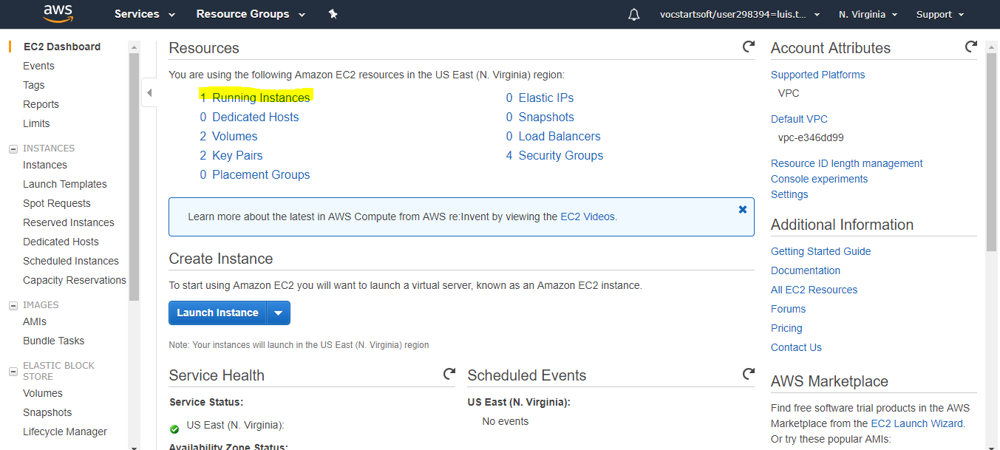 aws
Services
Resource Groups
vocstartsoft/user298394=luis.t...
N. Virginia
Support
EC2 Dashboard
Events
Tags
Reports
Limits
INSTANCES
Instances
Launch Templates
Spot Requests
Reserved Instances
Dedicated Hosts
Scheduled Instances
Capacity Reservations
IMAGES
AMIs
Bundle Tasks
ELASTIC BLOCK
STORE
Volumes
Snapshots
Lifecycle Manager
Resources
You are using the following Amazon EC2 resources in the US East (N. Virginia) region:
1 Running Instances
0 Dedicated Hosts
2 Volumes
2 Key Pairs
0 Placement Groups
0 Elastic IPs
0 Snapshots
0 Load Balancers
4 Security Groups
Learn more about the latest in AWS Compute from AWS re:Invent by viewing the EC2 Videos.
Create Instance
To start using Amazon EC2 you will want to launch a virtual server, known as an Amazon EC2 instance.
Launch Instance
Note: Your instances will launch in the US East (N. Virginia) region
Service Health
Service Status:
US East (N. Virginia):
Availability Zone Status:
Scheduled Events
US East (N. Virginia):
No events
Account Attributes
Supported Platforms
VPC
Default VPC
vpc-e346dd99
Resource ID length management
Console experiments
Settings
Additional Information
Getting Started Guide
Documentation
All EC2 Resources
Forums
Pricing
Contact Us
AWS Marketplace
Find free software trial products in the AWS
Marketplace from the EC2 Launch Wizard.
Or try these popular AMIs: